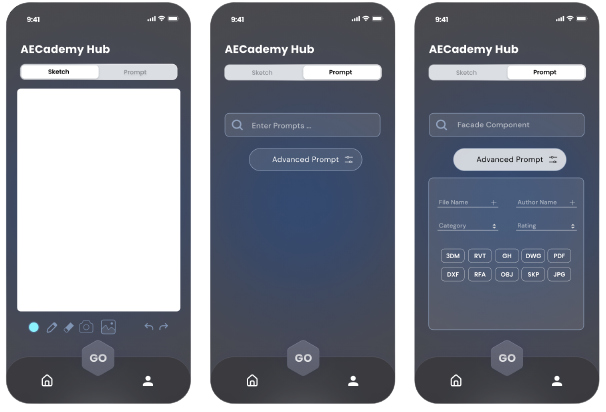 9:41
AECademy Hub
Sketch Prompt
GO
9:41
AECademy Hub
Sketch Prompt
Enter Prompts ...
Advanced Prompt
GO
9:41
AECademy Hub
Sketch Prompt
Facade Component
Advanced Prompt
File Name + Author Name +
Category Rating
3DM RVT GH DWG PDF
DXF RFA OBJ SKP JPG
GO